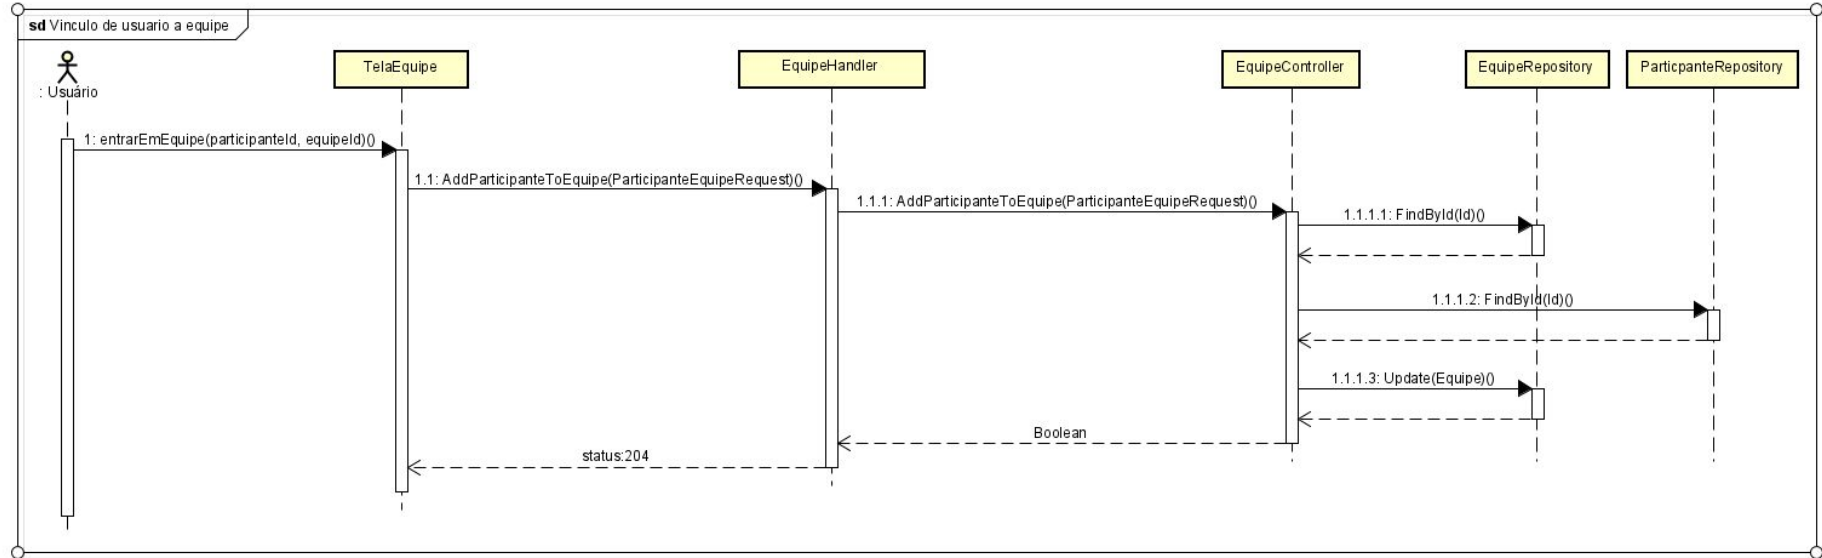 sd Vinculo de usuario a equipe
: Usuário
TelaEquipe
EquipeHandler
EquipeController
EquipeRepository
ParticpanteRepository
1: entrarEmEquipe(participanteId, equipeId)()
1.1: AddParticipanteToEquipe(ParticipanteEquipeRequest)()
1.1.1: AddParticipanteToEquipe(ParticipanteEquipeRequest)()
1.1.1.1: FindById(Id)()
1.1.1.2: FindById(Id)()
1.1.1.3: Update(Equipe)()
Boolean
status:204